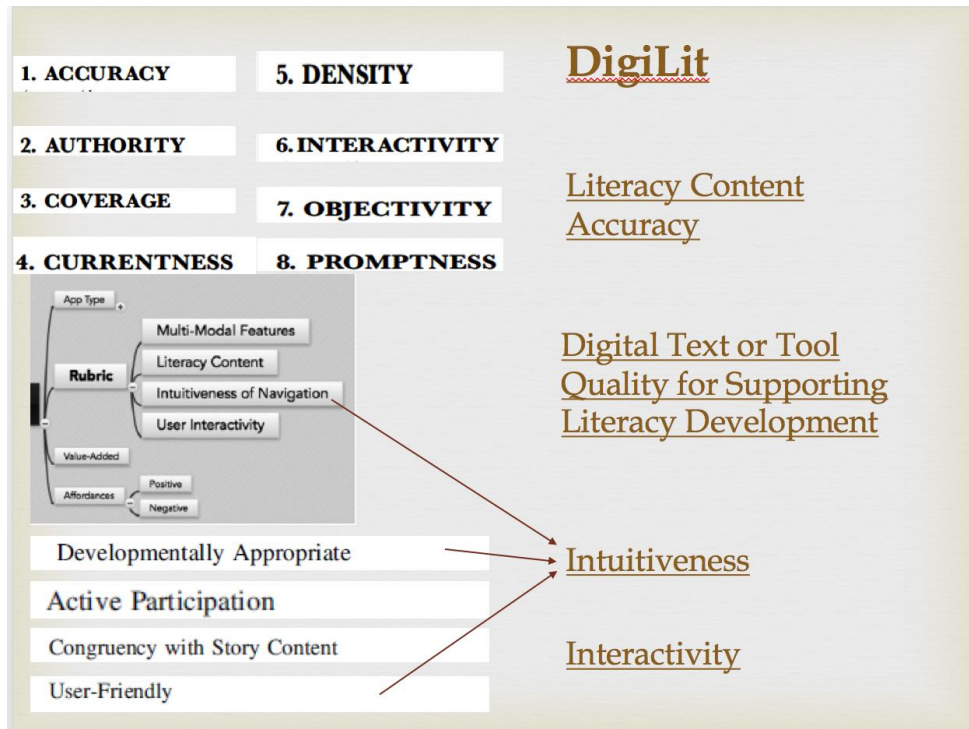 DigiLit
1. ACCURACY
5. DENSITY
2. AUTHORITY
6. INTERACTIVITY
3. COVERAGE
7. OBJECTIVITY
4. CURRENTNESS
8. PROMPTNESS
Literacy Content
Accuracy
App Type
Rubric
Multi-Modal Features
Literacy Content
Intuitiveness of Navigation
User Interactivity
Value-Added
Affordances
Positive
Negative
Digital Text or Tool
Quality for Supporting
Literacy Development
Developmentally Appropriate
Active Participation
Congruency with Story Content
User-Friendly
Intuitiveness
Interactivity